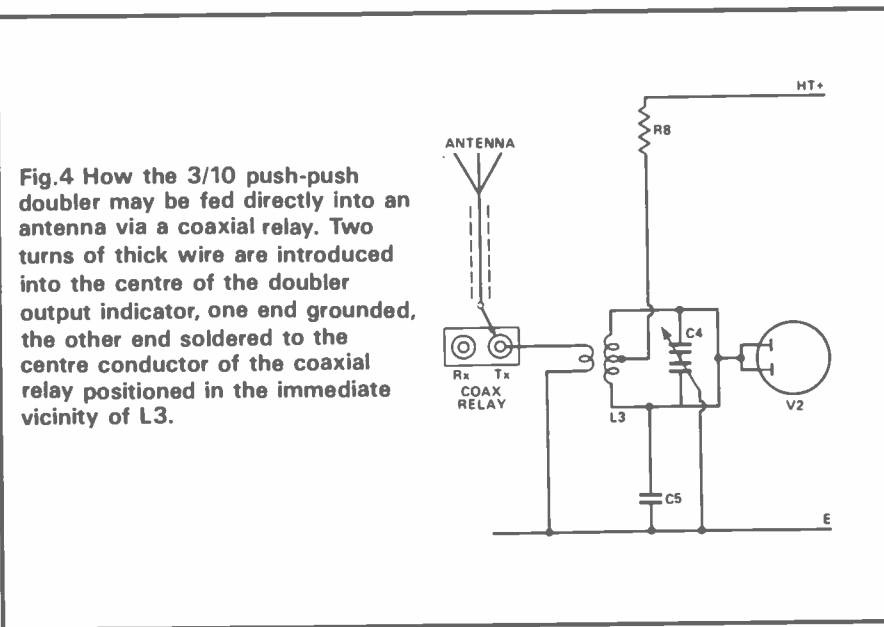 Fig.4 How the 3/10 push-push
doubler may be fed directly into an
antenna via a coaxial relay. Two
turns of thick wire are introduced
into the centre of the doubler
output indicator, one end grounded,
the other end soldered to the
centre conductor of the coaxial
relay positioned in the immediate
vicinity of L3.
HT+
R8
ANTENNA
C4
Rx Tx
COAX
RELAY
L3
V2
C5
E